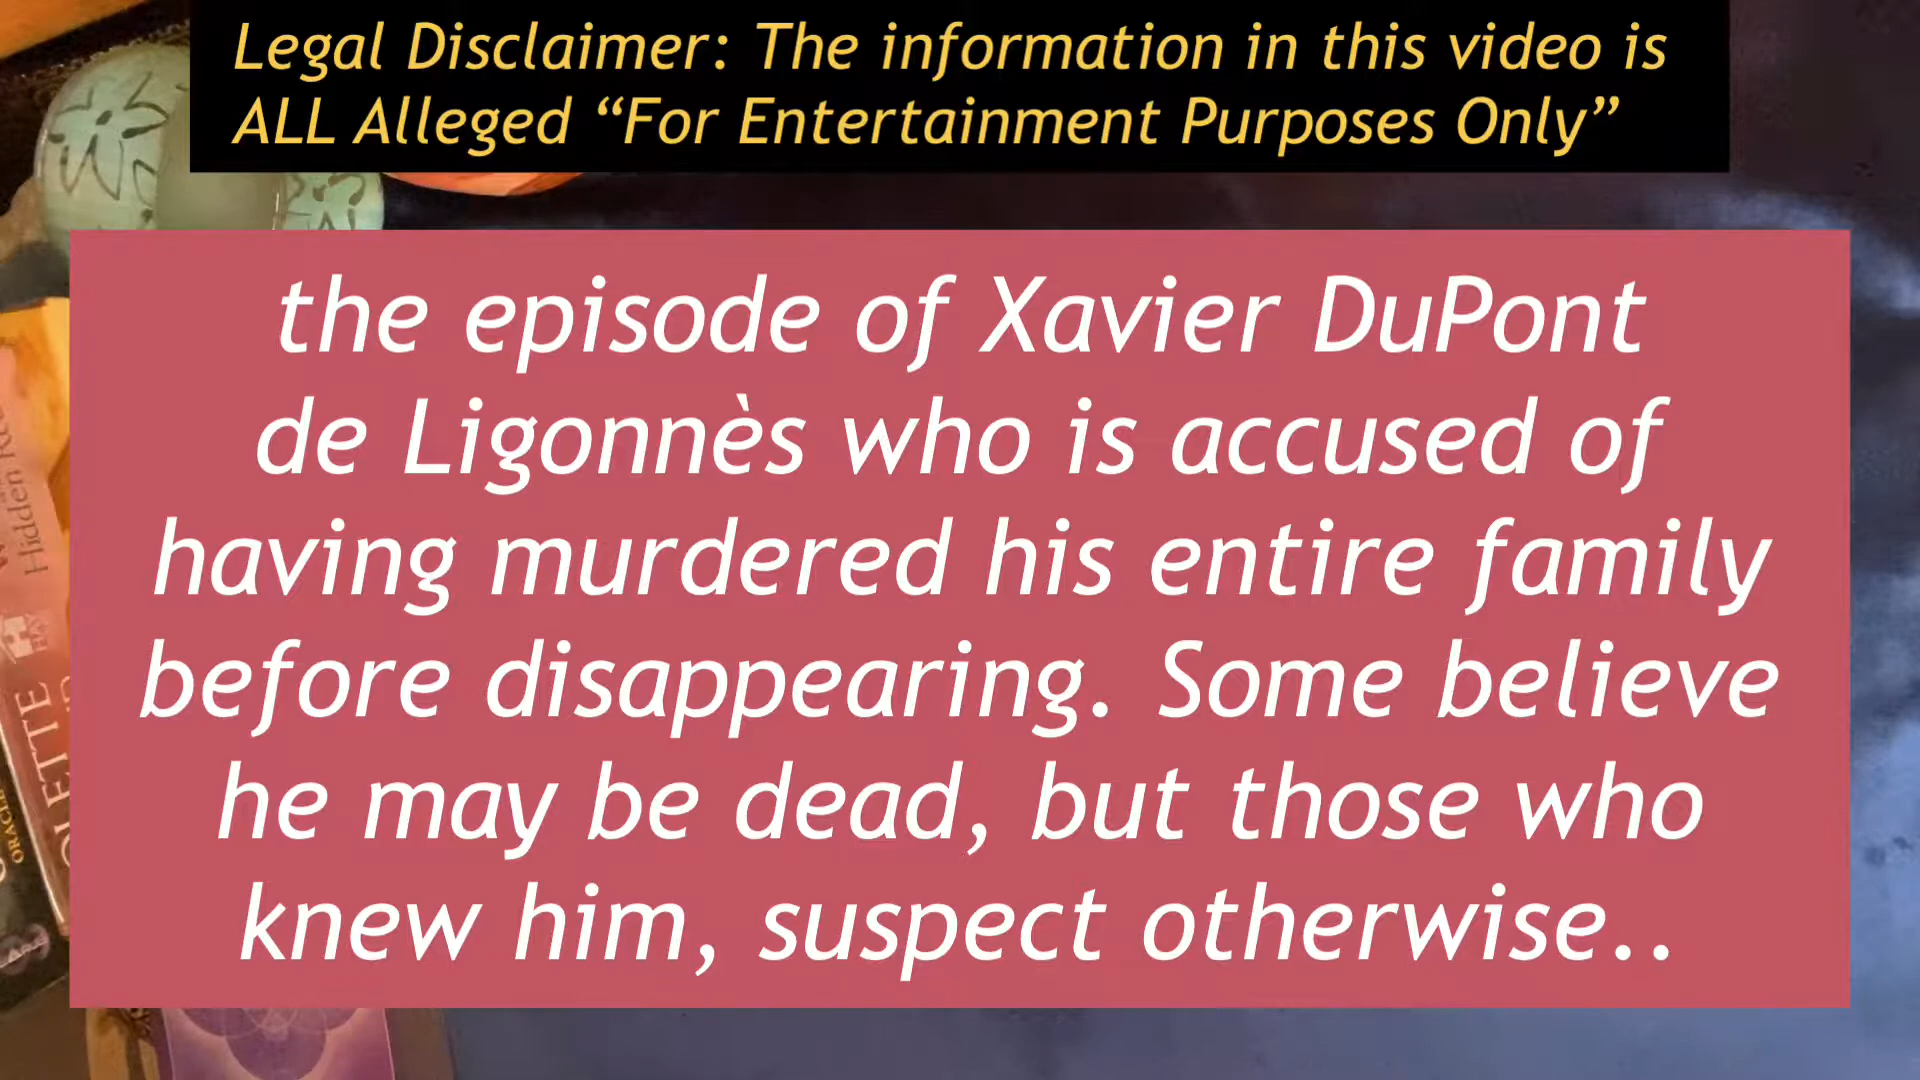 Legal Disclaimer: The information in this video is
ALL Alleged “For Entertainment Purposes Only”
the episode of Xavier DuPont
de Ligonnès who is accused of
having murdered his entire family
before disappearing. Some believe
he may be dead, but those who
knew him, suspect otherwise..
Hidden
ORACLE